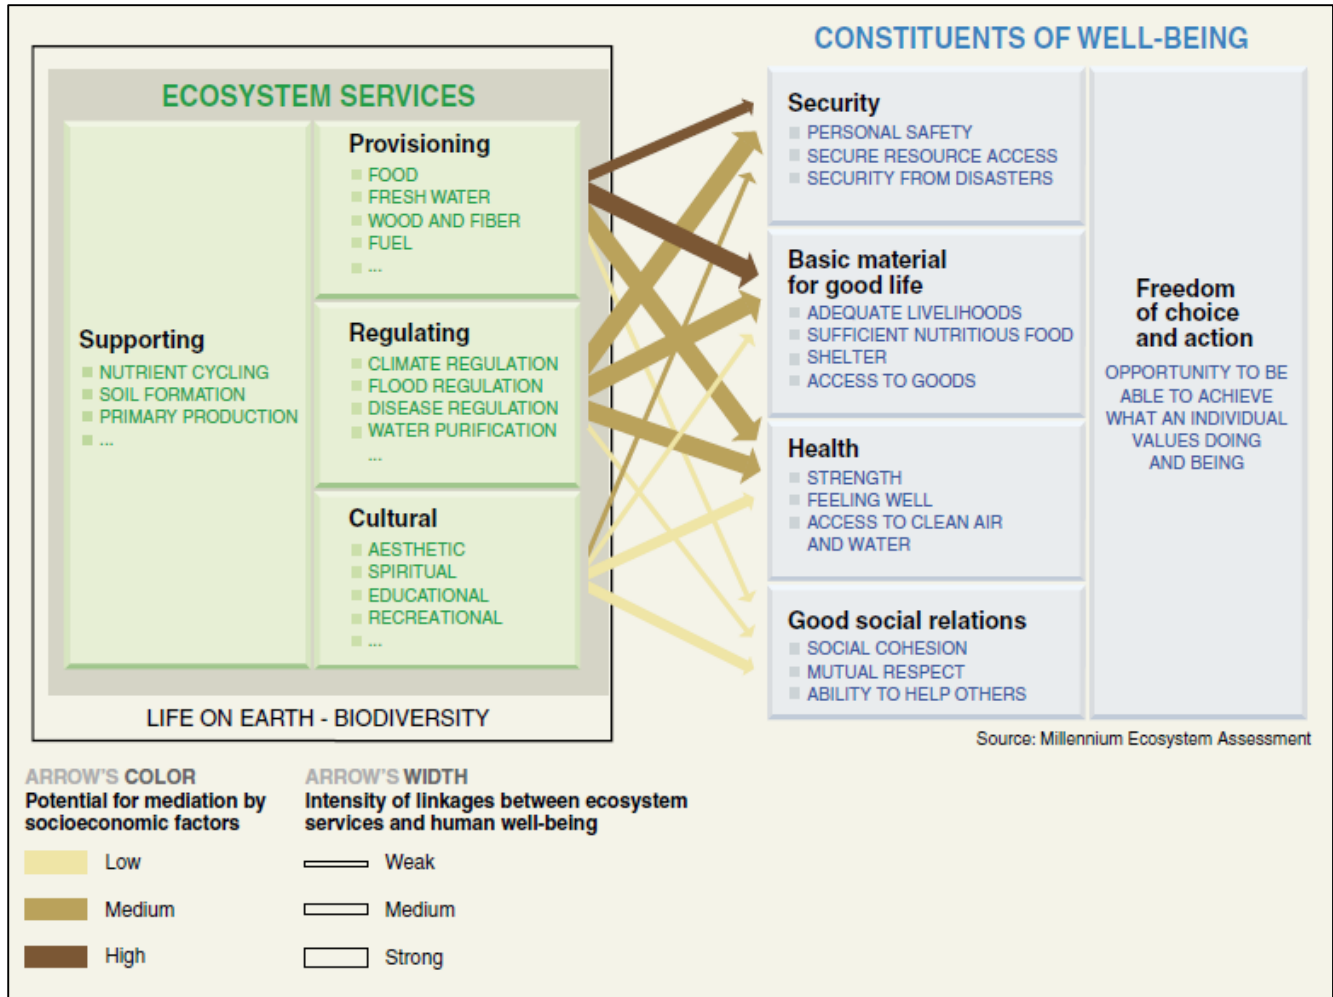 CONSTITUENTS OF WELL-BEING
ECOSYSTEM SERVICES
Supporting
NUTRIENT CYCLING
SOIL FORMATION
PRIMARY PRODUCTION
...
Provisioning
FOOD
FRESH WATER
WOOD AND FIBER
FUEL
...
Regulating
CLIMATE REGULATION
FLOOD REGULATION
DISEASE REGULATION
WATER PURIFICATION
...
Cultural
AESTHETIC
SPIRITUAL
EDUCATIONAL
RECREATIONAL
...
LIFE ON EARTH - BIODIVERSITY
Security
PERSONAL SAFETY
SECURE RESOURCE ACCESS
SECURITY FROM DISASTERS
Basic material
for good life
ADEQUATE LIVELIHOODS
SUFFICIENT NUTRITIOUS FOOD
SHELTER
ACCESS TO GOODS
Health
STRENGTH
FEELING WELL
ACCESS TO CLEAN AIR
AND WATER
Good social relations
SOCIAL COHESION
MUTUAL RESPECT
ABILITY TO HELP OTHERS
Freedom
of choice
and action
OPPORTUNITY TO BE
ABLE TO ACHIEVE
WHAT AN INDIVIDUAL
VALUES DOING
AND BEING
Source: Millennium Ecosystem Assessment
ARROW'S COLOR
Potential for mediation by
socioeconomic factors
Low
Medium
High
ARROW'S WIDTH
Intensity of linkages between ecosystem
services and human well-being
Weak
Medium
Strong